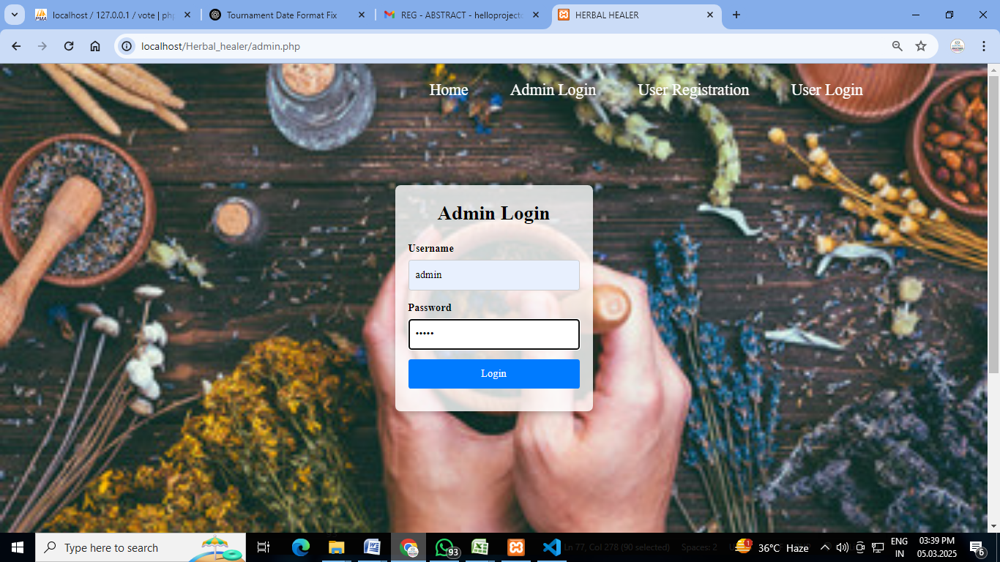 localhost / 127.0.0.1 / vote | php
Tournament Date Format Fix
REG - ABSTRACT - helloprojecto
HERBAL HEALER
localhost/Herbal_healer/admin.php
Home
Admin Login
User Registration
User Login
Admin Login
Username
admin
Password
•••••
Login
Type here to search
93
Ln 77, Col 278 (90 selected)
Spaces: 2
1
36°C Haze
ENG
IN
03:39 PM
05.03.2025
6